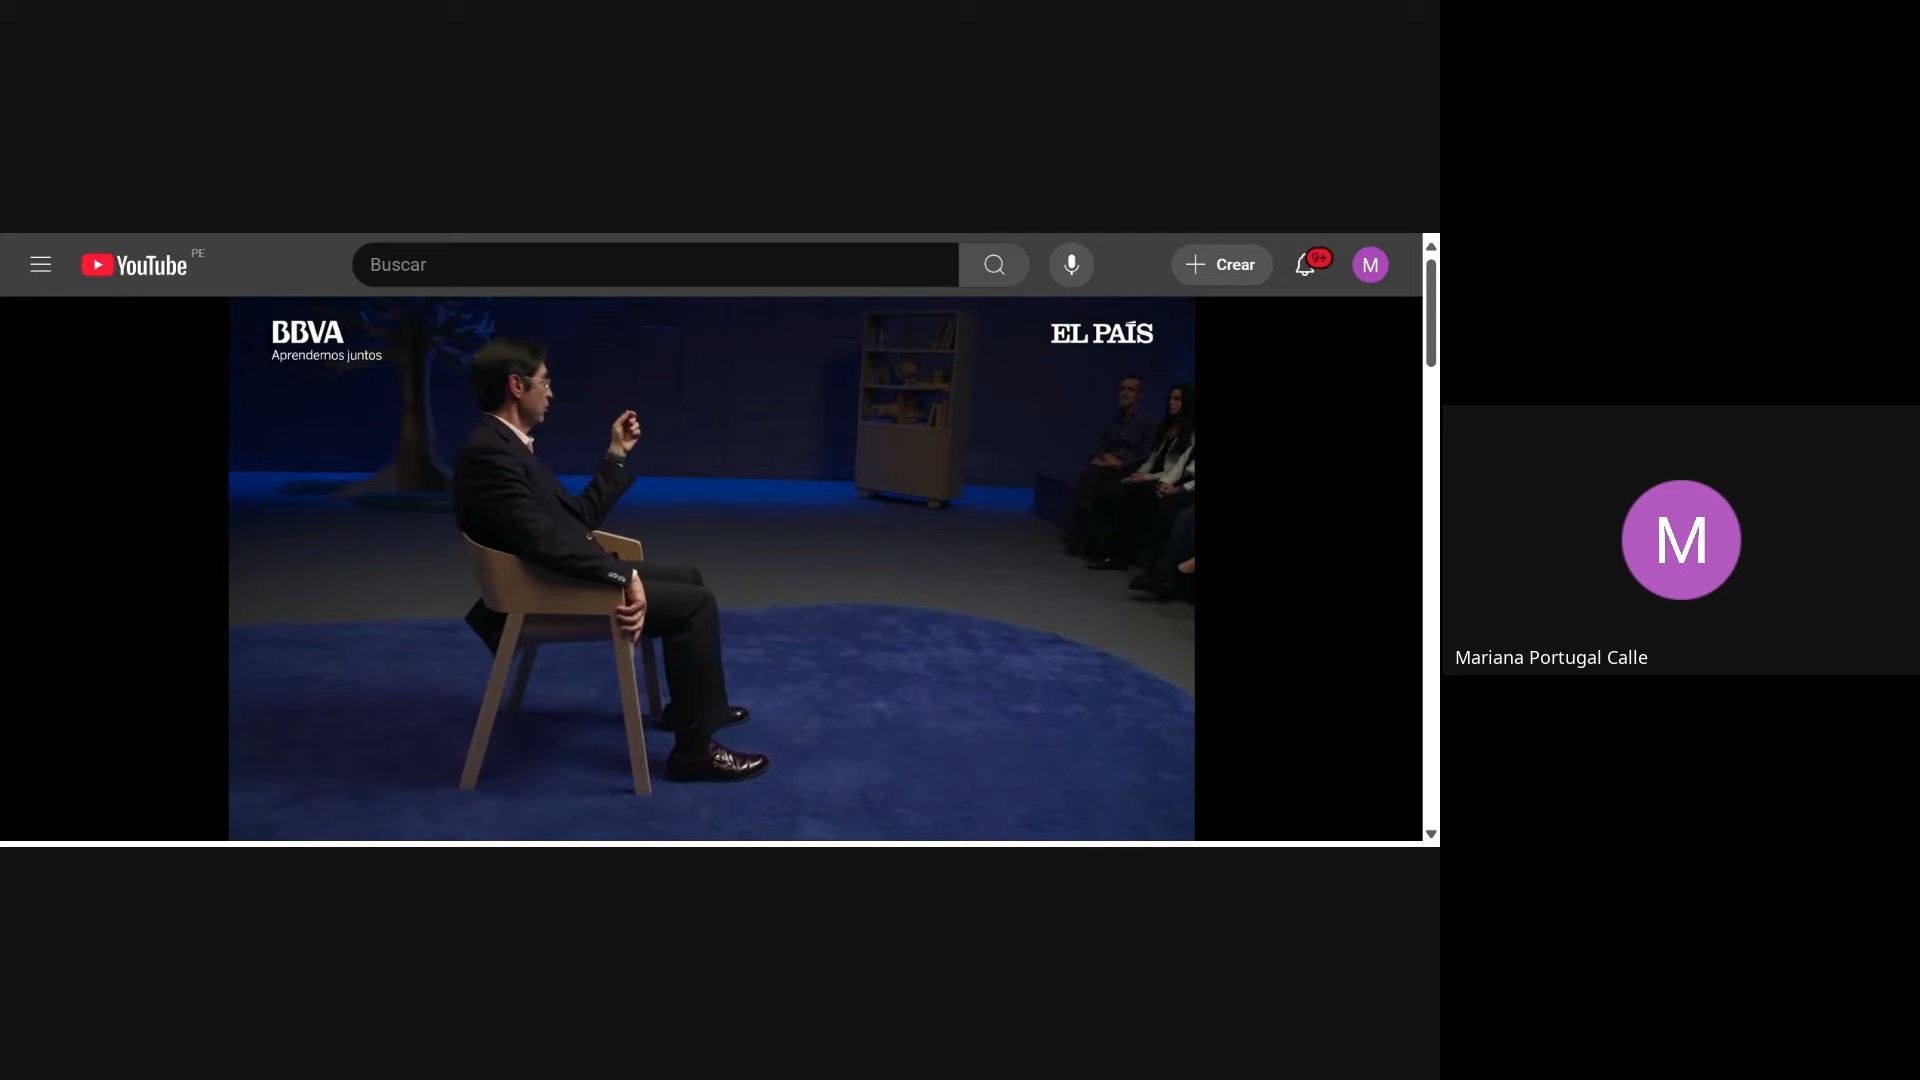 YouTube PE
Buscar
Crear
9+
M
BBVA
Aprendemos juntos
EL PAÍS
M
Mariana Portugal Calle